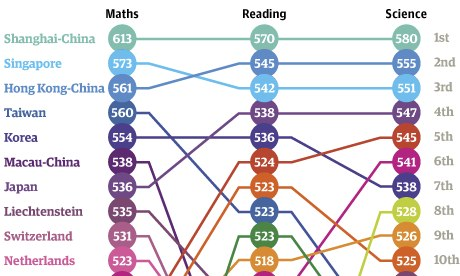 Maths Reading Science
Shanghai-China 613 570 580 1st
Singapore 573 545 555 2nd
Hong Kong-China 561 542 551 3rd
Taiwan 560 538 547 4th
Korea 554 536 545 5th
Macau-China 538 524 541 6th
Japan 536 523 538 7th
Liechtenstein 535 523 528 8th
Switzerland 531 523 526 9th
Netherlands 523 518 525 10th